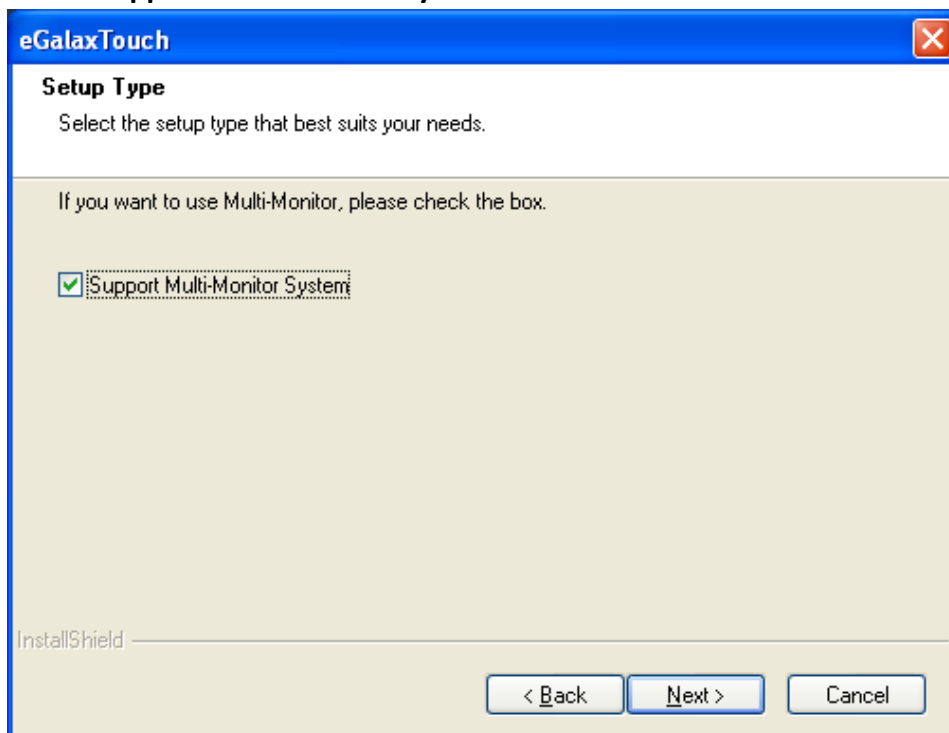 eGalaxTouch
Setup Type
Select the setup type that best suits your needs.
If you want to use Multi-Monitor, please check the box.
Support Multi-Monitor System
InstallShield
< Back Next > Cancel